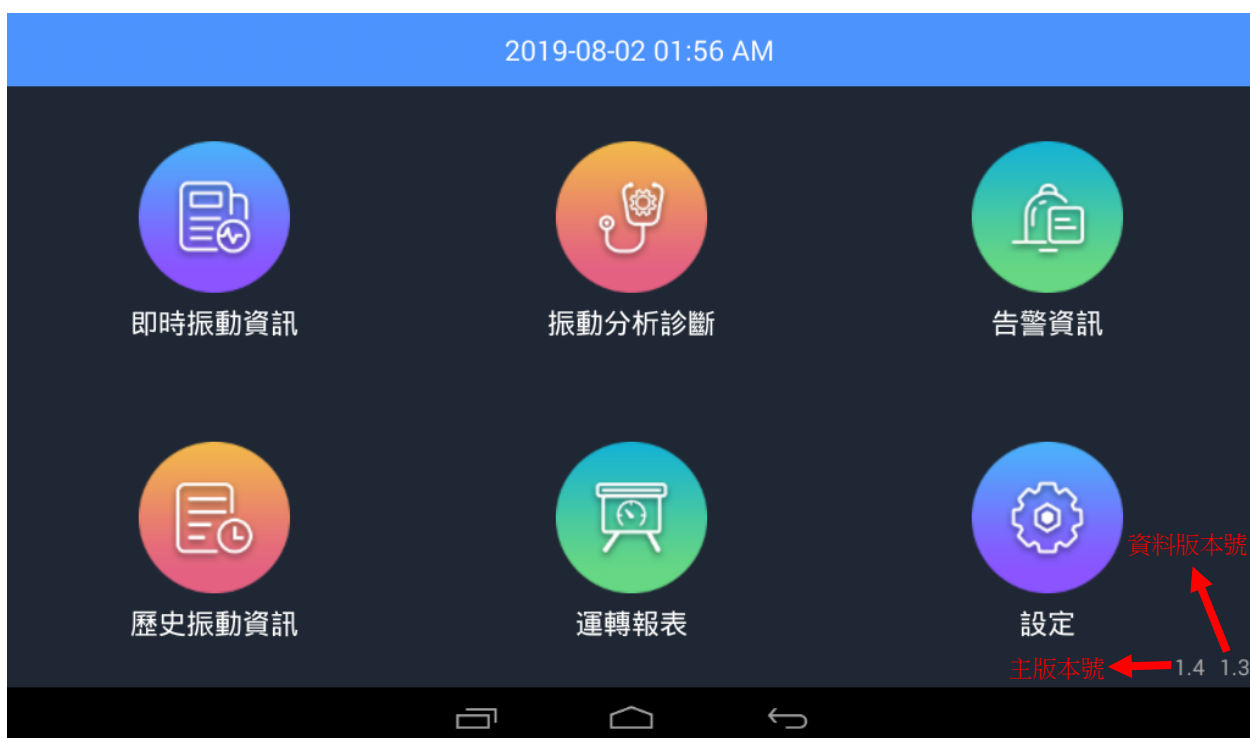 2019-08-02 01:56 AM
即時振動資訊
振動分析診斷
告警資訊
歷史振動資訊
運轉報表
設定
資料版本號
主版本號
1.4 1.3